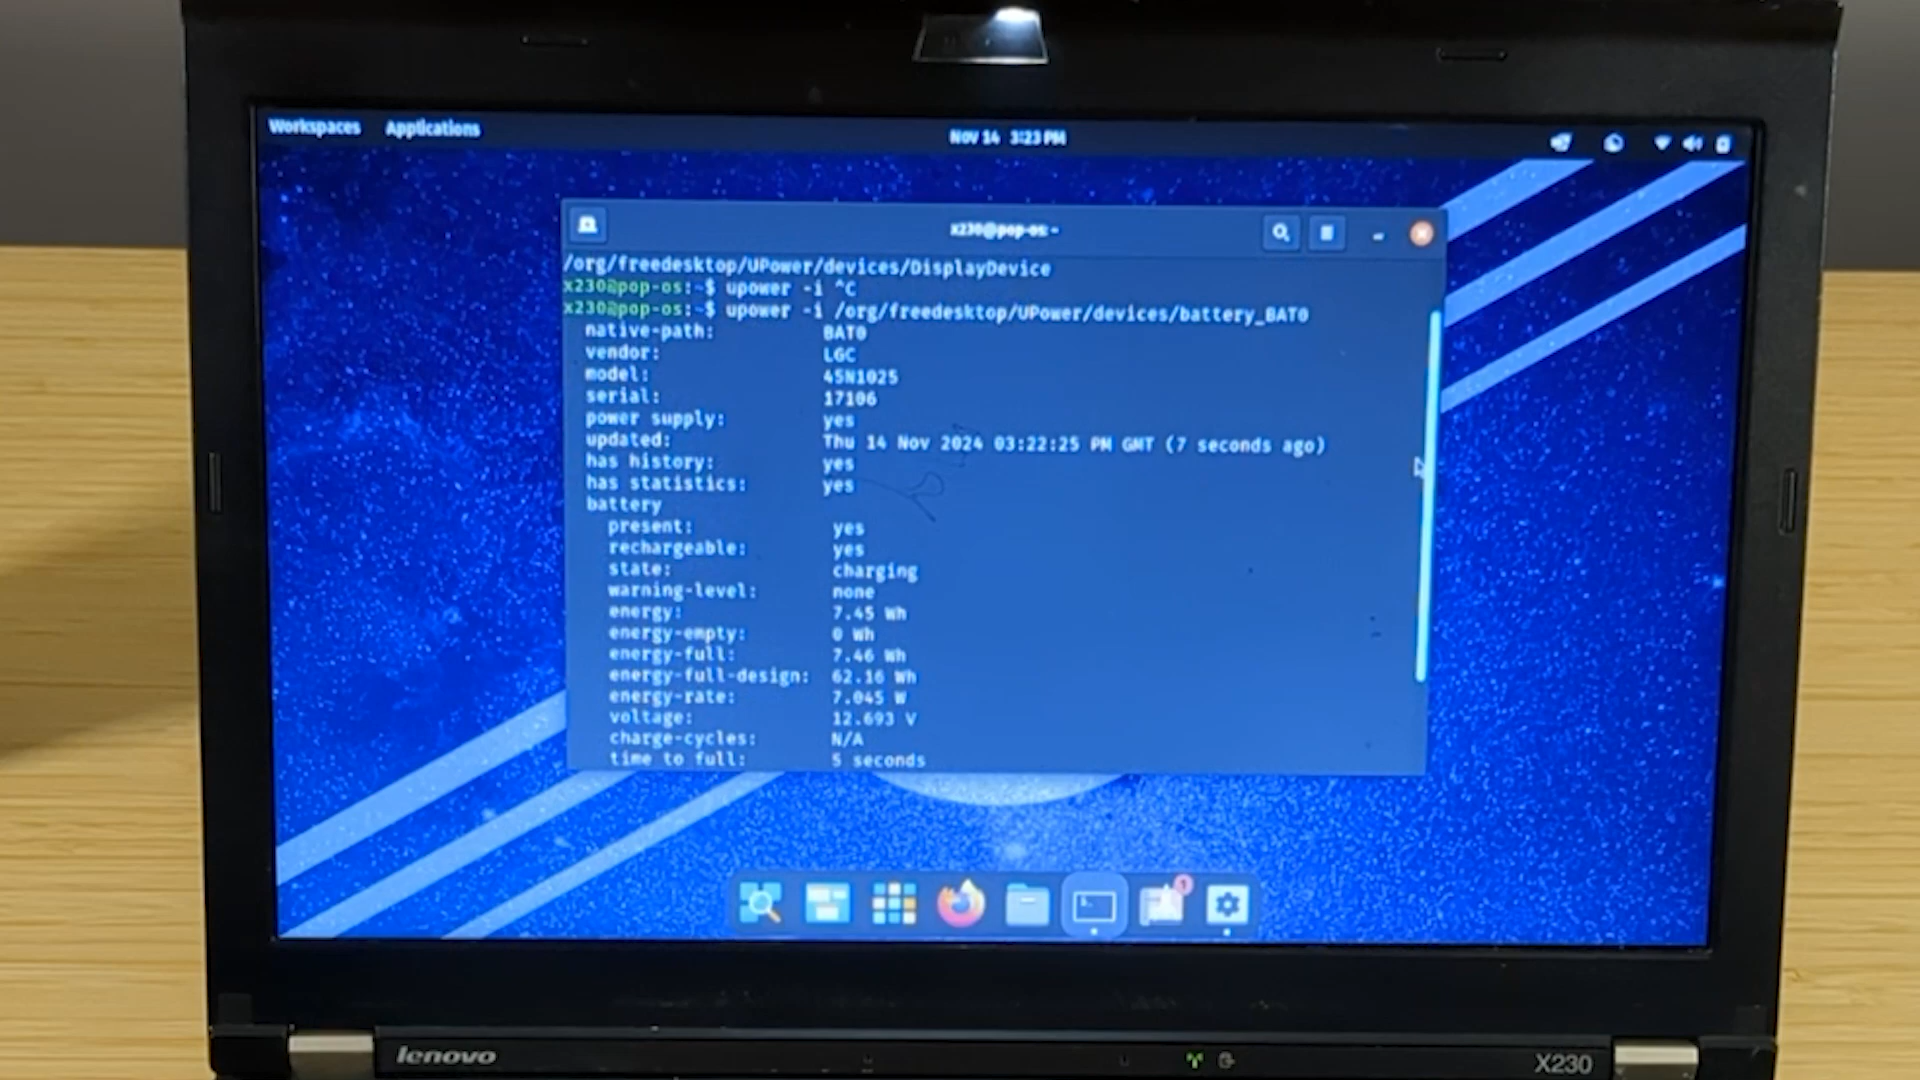 Workspaces Applications Nov 14 3:23 PM
x230@pop-os: ~
/org/freedesktop/UPower/devices/DisplayDevice
x230@pop-os:~$ upower -i ^C
x230@pop-os:~$ upower -i /org/freedesktop/UPower/devices/battery_BAT0
native-path: BAT0
vendor: LGC
model: 45N1025
serial: 17106
power supply: yes
updated: Thu 14 Nov 2024 03:22:25 PM GMT (7 seconds ago)
has history: yes
has statistics: yes
battery
present: yes
rechargeable: yes
state: charging
warning-level: none
energy: 7.45 Wh
energy-empty: 0 Wh
energy-full: 7.46 Wh
energy-full-design: 62.16 Wh
energy-rate: 7.045 W
voltage: 12.693 V
charge-cycles: N/A
time to full: 5 seconds
1
lenovo X230